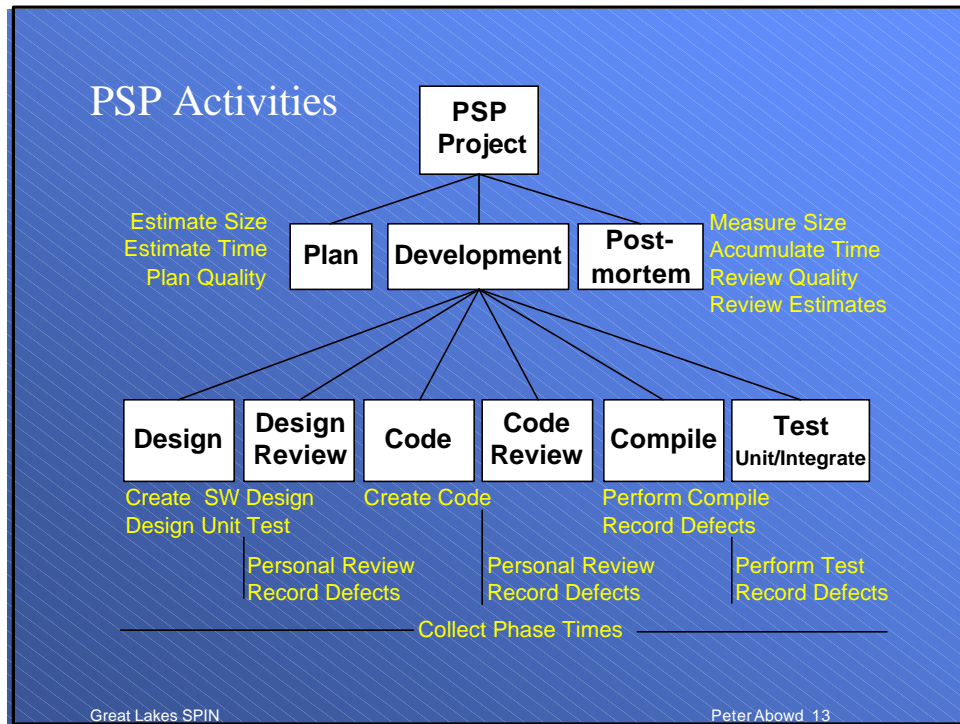 PSP Activities
PSP
Project
Estimate Size
Estimate Time
Plan Quality
Plan
Development
Post-
mortem
Measure Size
Accumulate Time
Review Quality
Review Estimates
Design
Design
Review
Code
Code
Review
Compile
Test
Unit/Integrate
Create SW Design
Design Unit Test
Create Code
Perform Compile
Record Defects
Personal Review
Record Defects
Personal Review
Record Defects
Perform Test
Record Defects
Collect Phase Times
Great Lakes SPIN
Peter Abowd 13